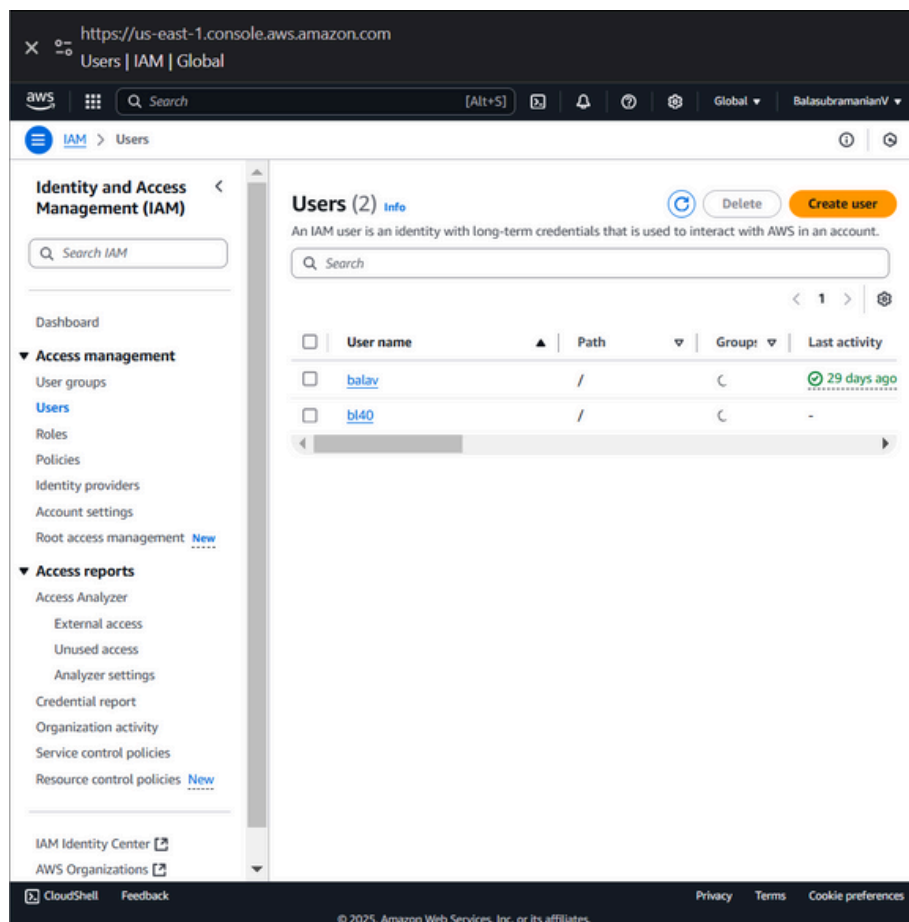 https://us-east-1.console.aws.amazon.com
Users | IAM | Global
aws
Search
[Alt+S]
Global
BalasubramanianV
IAM > Users
Identity and Access Management (IAM)
Search IAM
Dashboard
Access management
User groups
Users
Roles
Policies
Identity providers
Account settings
Root access management New
Access reports
Access Analyzer
External access
Unused access
Analyzer settings
Credential report
Organization activity
Service control policies
Resource control policies New
IAM Identity Center
AWS Organizations
Users (2) Info
Delete
Create user
An IAM user is an identity with long-term credentials that is used to interact with AWS in an account.
Search
1
User name Path Groups Last activity
balav / 29 days ago
bl40 / -
CloudShell Feedback Privacy Terms Cookie preferences
© 2025, Amazon Web Services, Inc. or its affiliates.